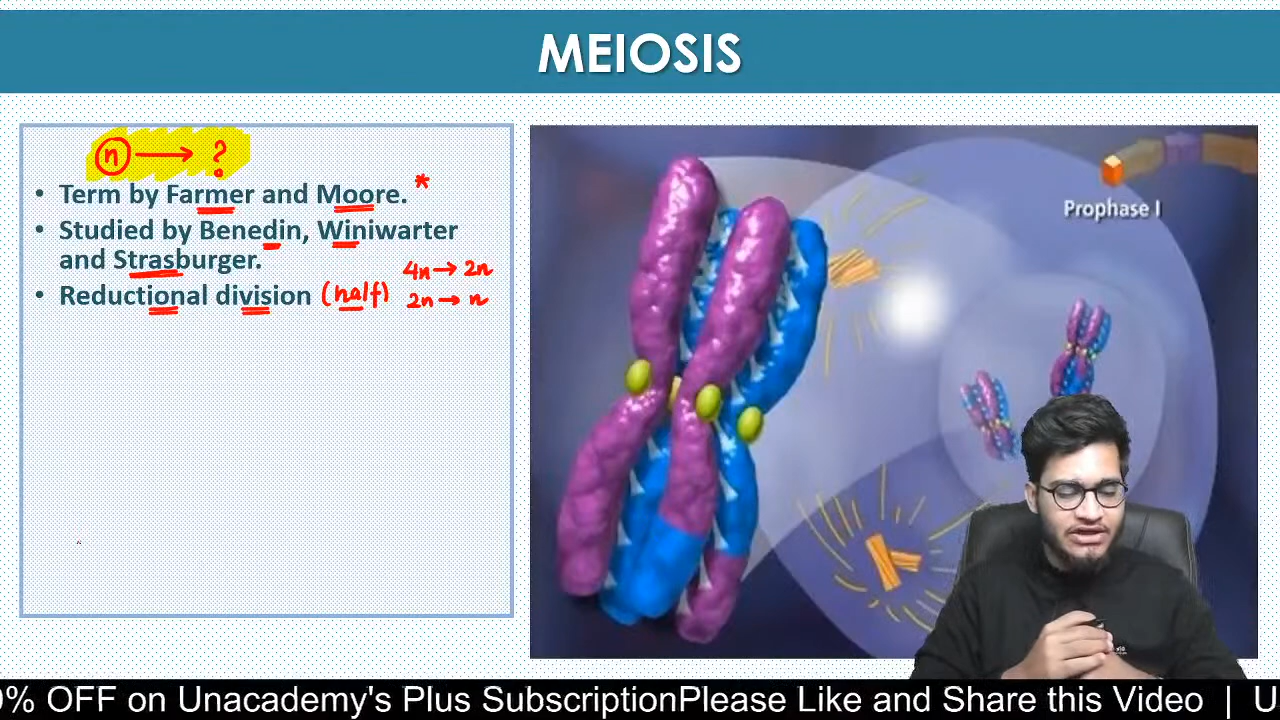 MEIOSIS
n → ?
• Term by Farmer and Moore. *
• Studied by Benedin, Winiwarter
and Strasburger.
4n → 2n
• Reductional division (half) 2n → n
Prophase I
0% OFF on Unacademy's Plus SubscriptionPlease Like and Share this Video | U